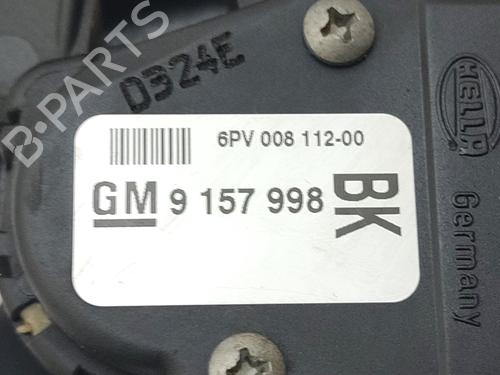 D324E
HELLA
Germany
6PV 008 112-00
GM 9 157 998
BK
B-PARTS